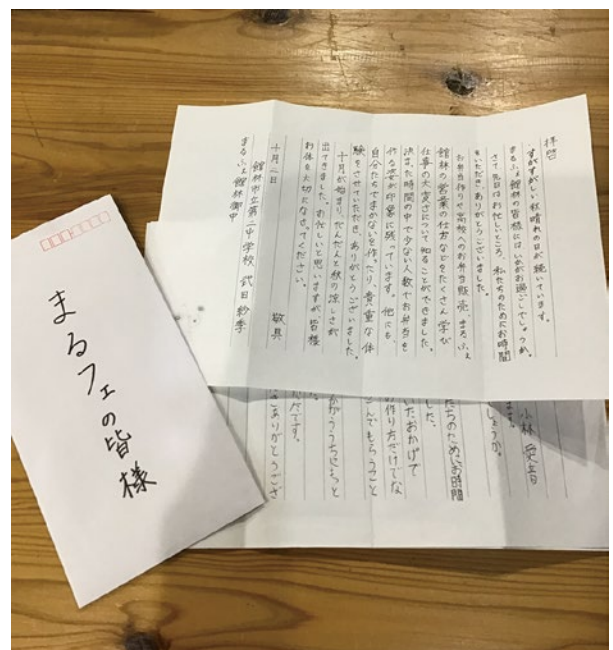 まるフェの皆様
拝啓
すがすがしい秋晴れの日が続いています。
まるふぇ館林の皆様にはいかがお過ごしでしょうか。
さて、先日はお忙しいところ、私たちのためにお時間
をいただき、ありがとうございました。
お弁当作りや高校へのお弁当販売、まるふぇ
館林の営業の仕方などをたくさん学び
仕事の大変さについて知ることができました。
決まった時間の中で少ない人数でお弁当を
作る姿が印象に残っています。他にも、
自分たちでまかないを作ったり、貴重な体
験をさせていただき、ありがとうございました。
十月が始まり、だんだんと秋の涼しさが
出てきました。お忙しいと思いますが皆様
お体を大切になさってください。
敬具
十月二日
館林市立第二中学校
まるふぇ館林御中
小林
しょうか。
たちのためにお時間
した。
いたおかげで
の作り方だけでな
こんでもらうこと
がううちにもっと
です。
きありがとうござ